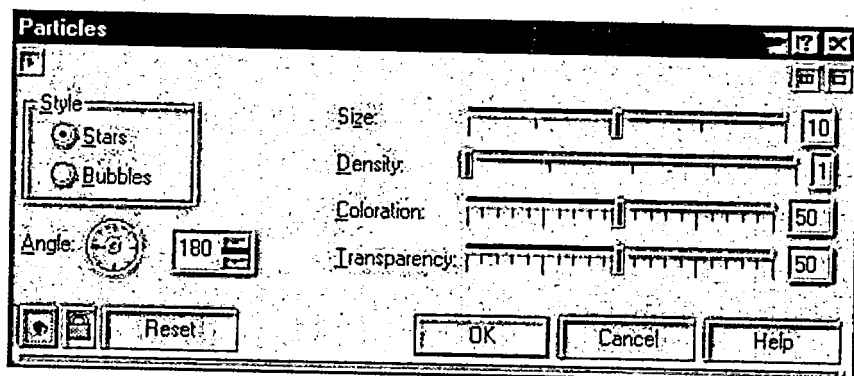 Particles
Style
Stars
Bubbles
Angle: 180
Size: 10
Density: 1
Coloration: 50
Transparency: 50
Reset OK Cancel Help